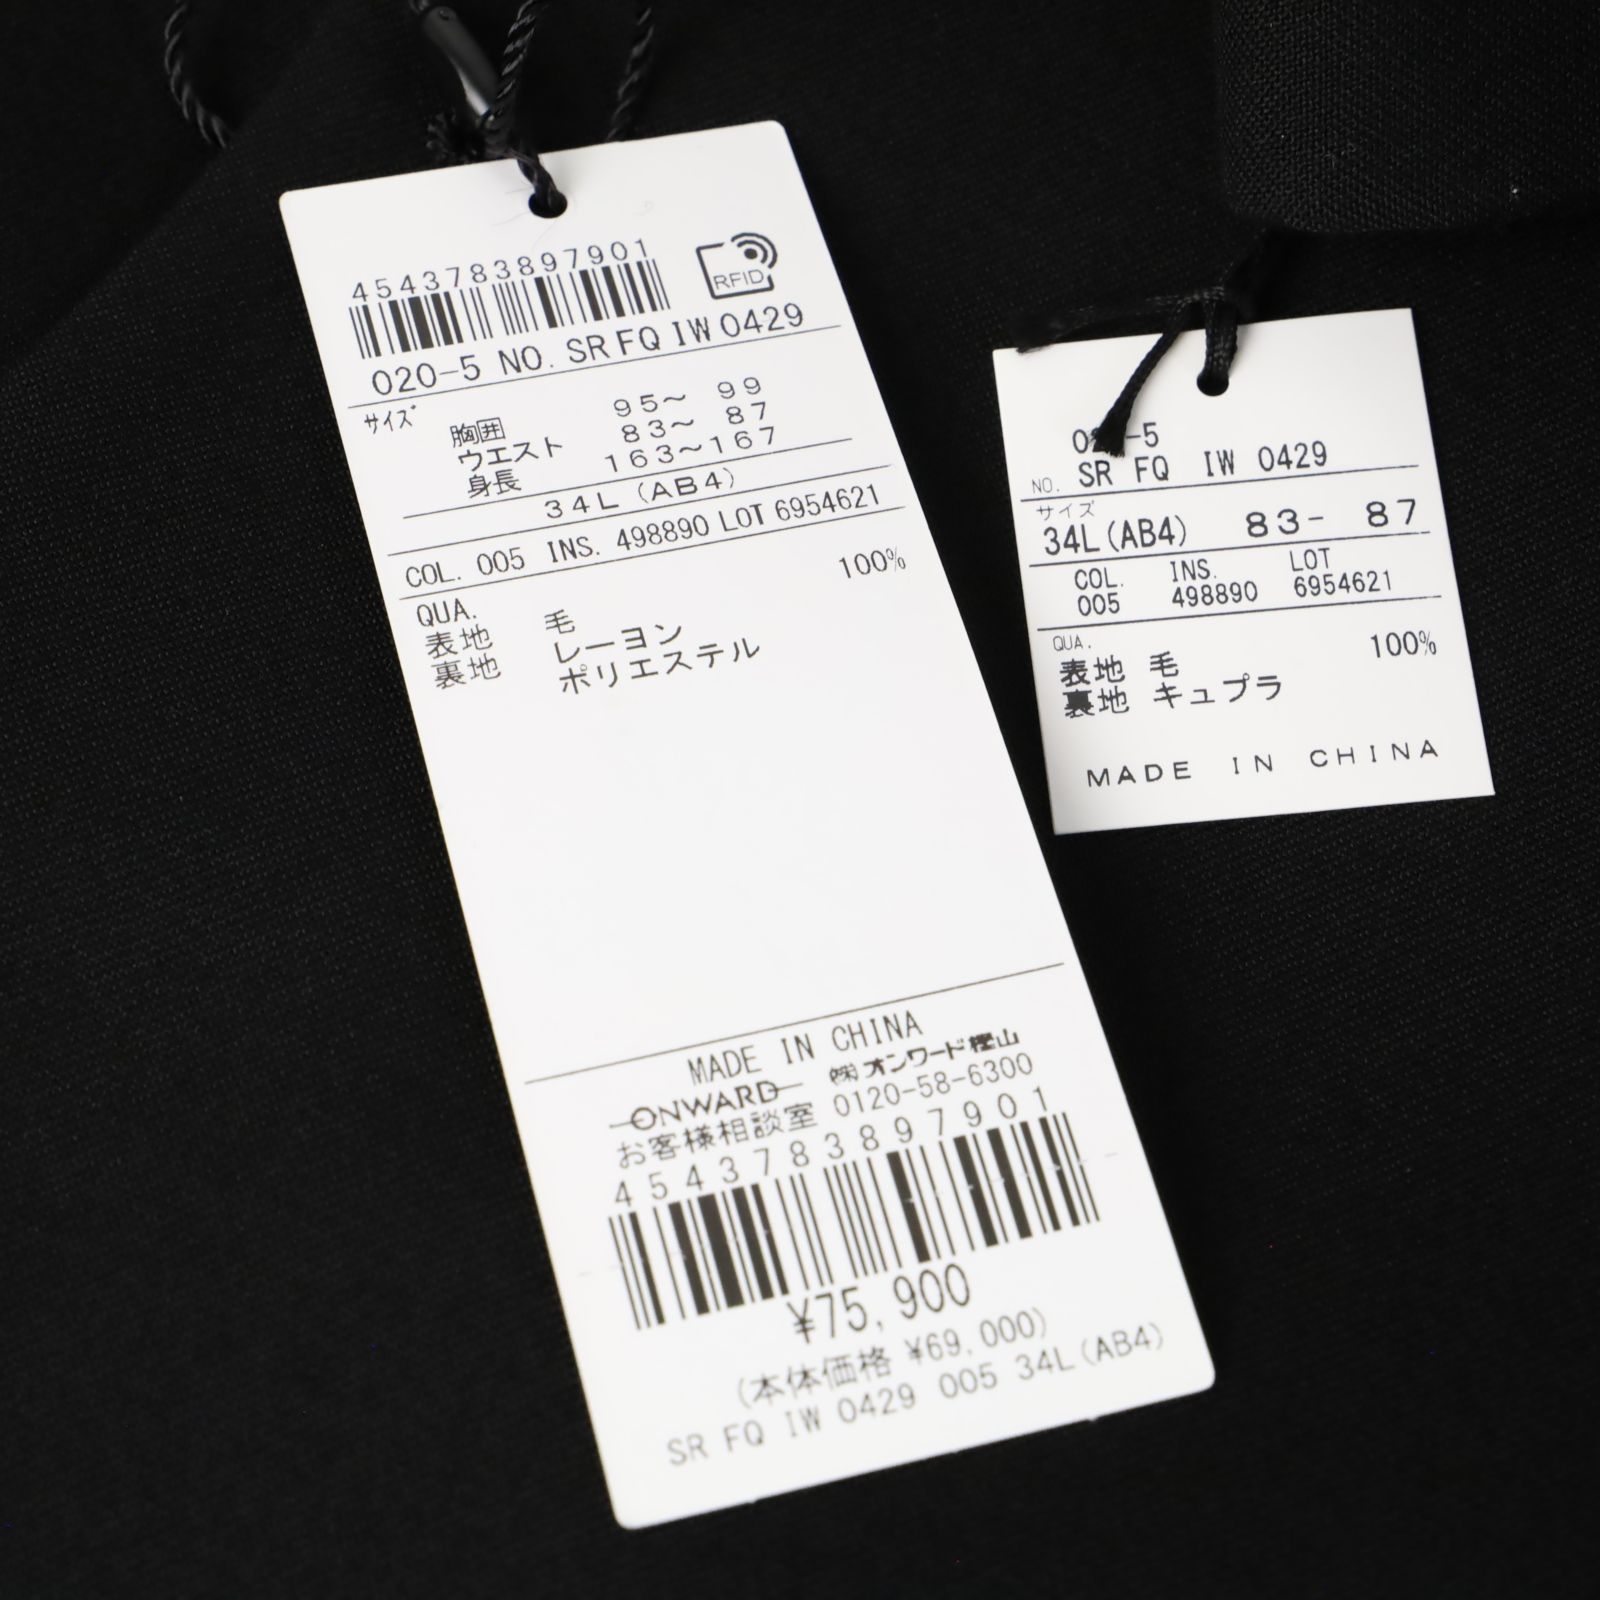 4543783897901
RFID
020-5 NO. SR FQ IW 0429
サイズ
胸囲 95～ 99
ウエスト 83～ 87
身長 163～167
34L (AB4)
COL. 005 INS. 498890 LOT 6954621
QUA. 100%
表地 毛
裏地 レーヨン
ポリエステル
MADE IN CHINA
ONWARD ㈱オンワード樫山
お客様相談室 0120-58-6300
4543783897901
¥75,900
(本体価格 ¥69,000)
SR FQ IW 0429 005 34L(AB4)
NO. SR FQ IW 0429
サイズ
34L(AB4) 83- 87
COL. INS. LOT
005 498890 6954621
QUA. 100%
表地 毛
裏地 キュプラ
MADE IN CHINA